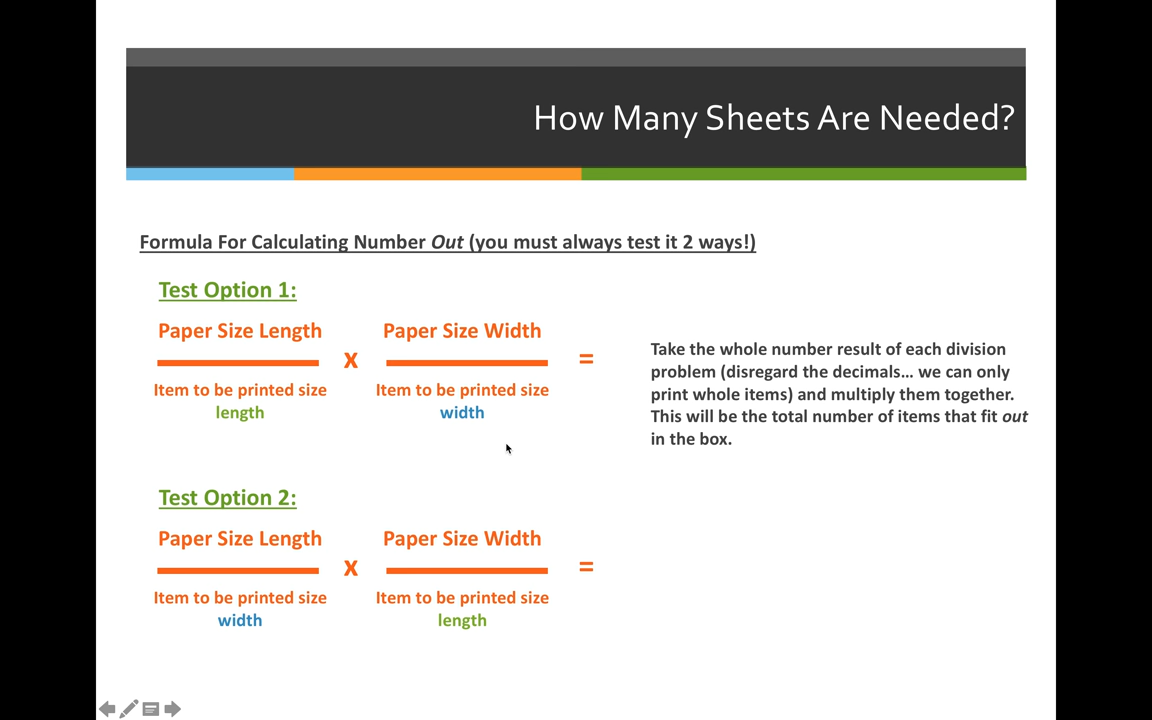 How Many Sheets Are Needed?
Formula For Calculating Number Out (you must always test it 2 ways!)
Test Option 1:
Paper Size Length
Item to be printed size
length
x
Paper Size Width
Item to be printed size
width
=
Take the whole number result of each division
problem (disregard the decimals... we can only
print whole items) and multiply them together.
This will be the total number of items that fit out
in the box.
Test Option 2:
Paper Size Length
Item to be printed size
width
x
Paper Size Width
Item to be printed size
length
=